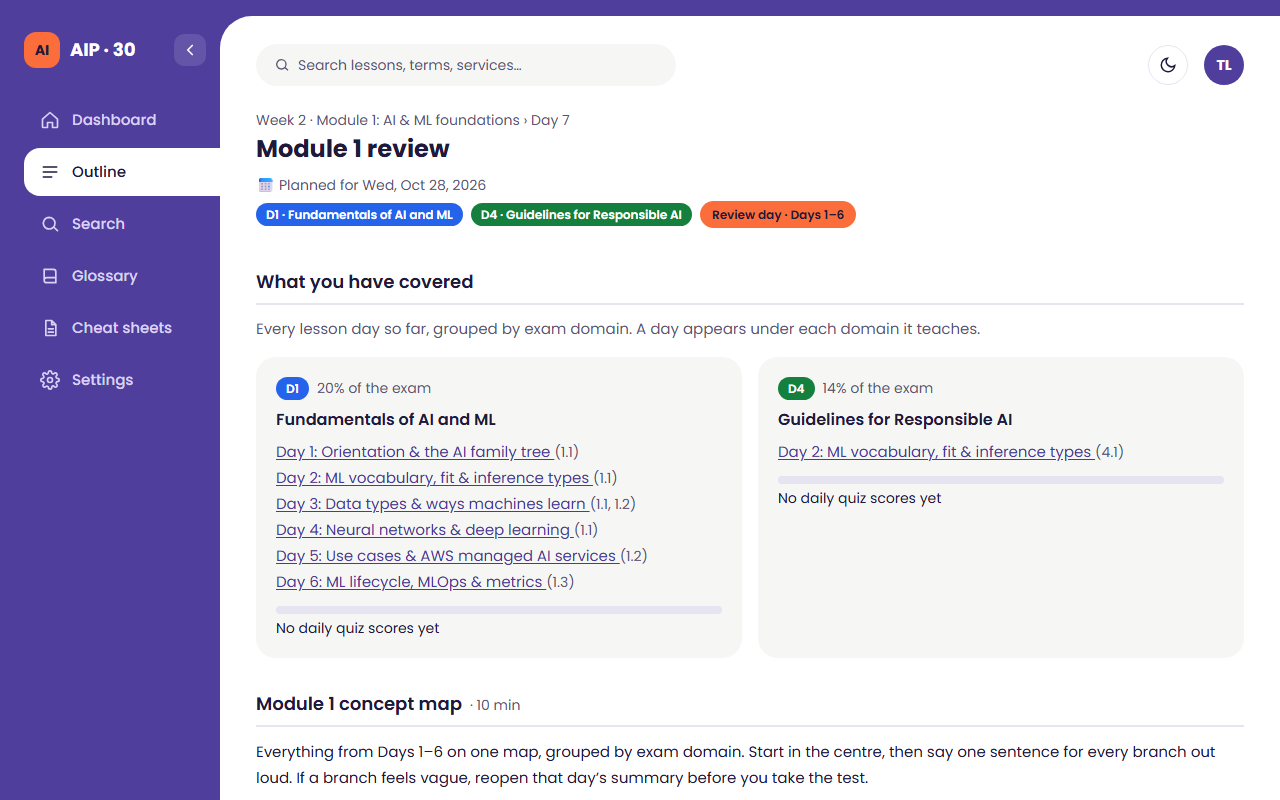 AI AIP · 30
Dashboard
Outline
Search
Glossary
Cheat sheets
Settings
Search lessons, terms, services…
TL
Week 2 · Module 1: AI & ML foundations › Day 7
Module 1 review
Planned for Wed, Oct 28, 2026
D1 · Fundamentals of AI and ML
D4 · Guidelines for Responsible AI
Review day · Days 1–6
What you have covered
Every lesson day so far, grouped by exam domain. A day appears under each domain it teaches.
D1 20% of the exam
Fundamentals of AI and ML
Day 1: Orientation & the AI family tree (1.1)
Day 2: ML vocabulary, fit & inference types (1.1)
Day 3: Data types & ways machines learn (1.1, 1.2)
Day 4: Neural networks & deep learning (1.1)
Day 5: Use cases & AWS managed AI services (1.2)
Day 6: ML lifecycle, MLOps & metrics (1.3)
No daily quiz scores yet
D4 14% of the exam
Guidelines for Responsible AI
Day 2: ML vocabulary, fit & inference types (4.1)
No daily quiz scores yet
Module 1 concept map · 10 min
Everything from Days 1–6 on one map, grouped by exam domain. Start in the centre, then say one sentence for every branch out
loud. If a branch feels vague, reopen that day’s summary before you take the test.